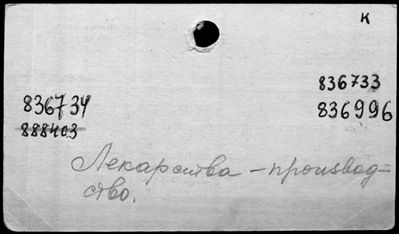 к
836733
836734
836996
888403
Лекарства - производ=
ство.